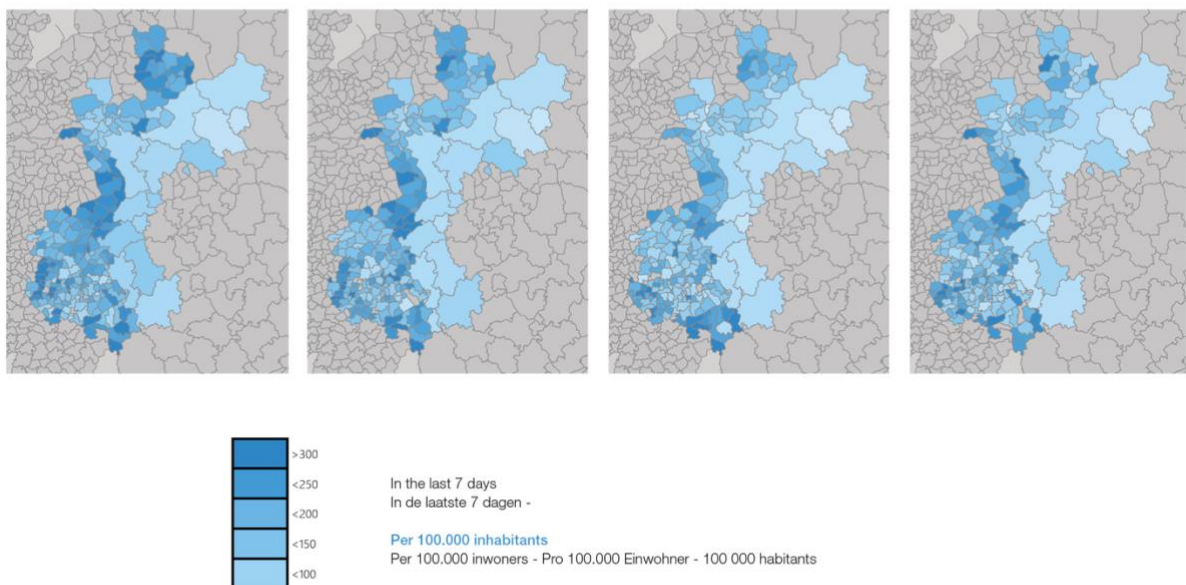 >300
<250
<200
<150
<100
In the last 7 days
In de laatste 7 dagen -
Per 100.000 inhabitants
Per 100.000 inwoners - Pro 100.000 Einwohner - 100 000 habitants